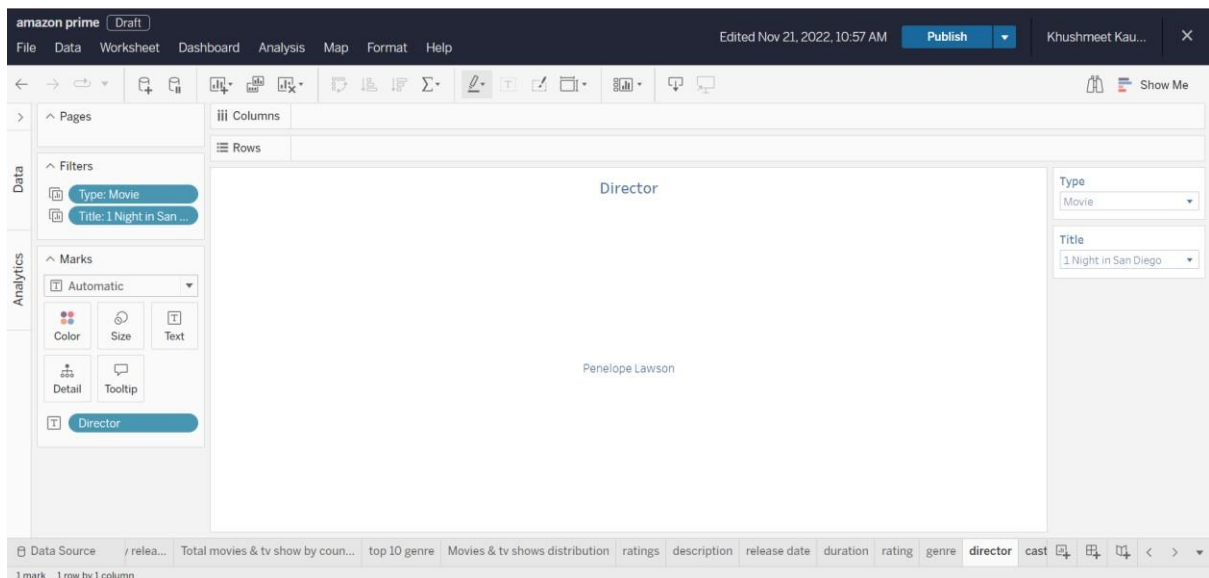 amazon prime Draft
File Data Worksheet Dashboard Analysis Map Format Help
Edited Nov 21, 2022, 10:57 AM
Publish
Khushmeet Kau...
Show Me
Data
Analytics
Pages
Filters
Type: Movie
Title: 1 Night in San ...
Marks
Automatic
Color Size Text
Detail Tooltip
Director
iii Columns
Rows
Director
Penelope Lawson
Type
Movie
Title
1 Night in San Diego
Data Source / relea... Total movies & tv show by coun... top 10 genre Movies & tv shows distribution ratings description release date duration rating genre director cast
1 mark 1 row by 1 column